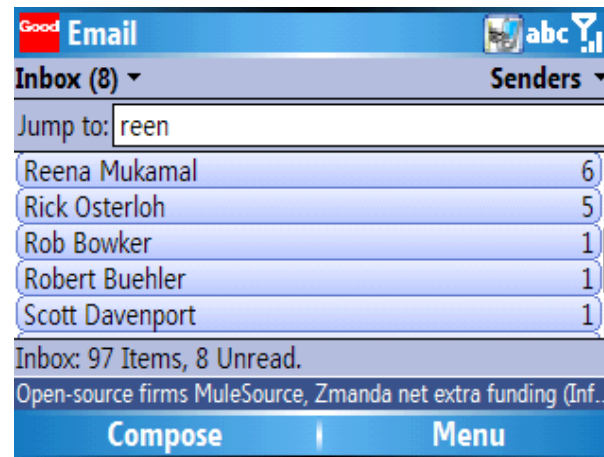 Good Email abc
Inbox (8) Senders
Jump to: reen
Reena Mukamal 6
Rick Osterloh 5
Rob Bowker 1
Robert Buehler 1
Scott Davenport 1
Inbox: 97 Items, 8 Unread.
Open-source firms MuleSource, Zmanda net extra funding (Inf..
Compose Menu